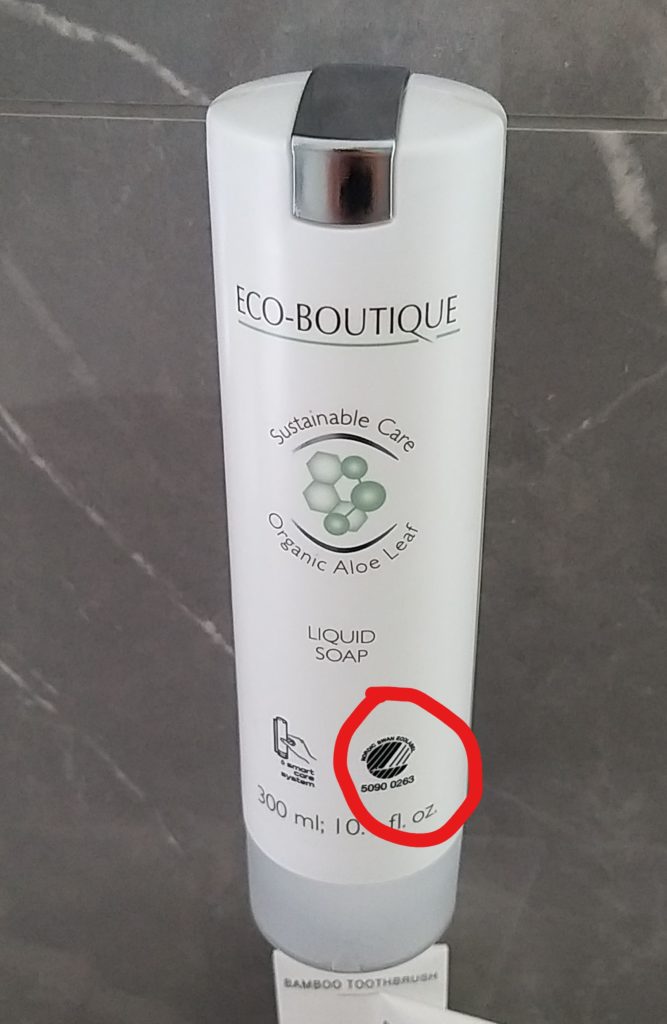 ECO-BOUTIQUE
Sustainable Care
Organic Aloe Leaf
LIQUID
SOAP
smart
care
system
NORDIC SWAN ECOLABEL
5090 0263
300 ml; 10. fl. oz.
BAMBOO TOOTHBRUSH